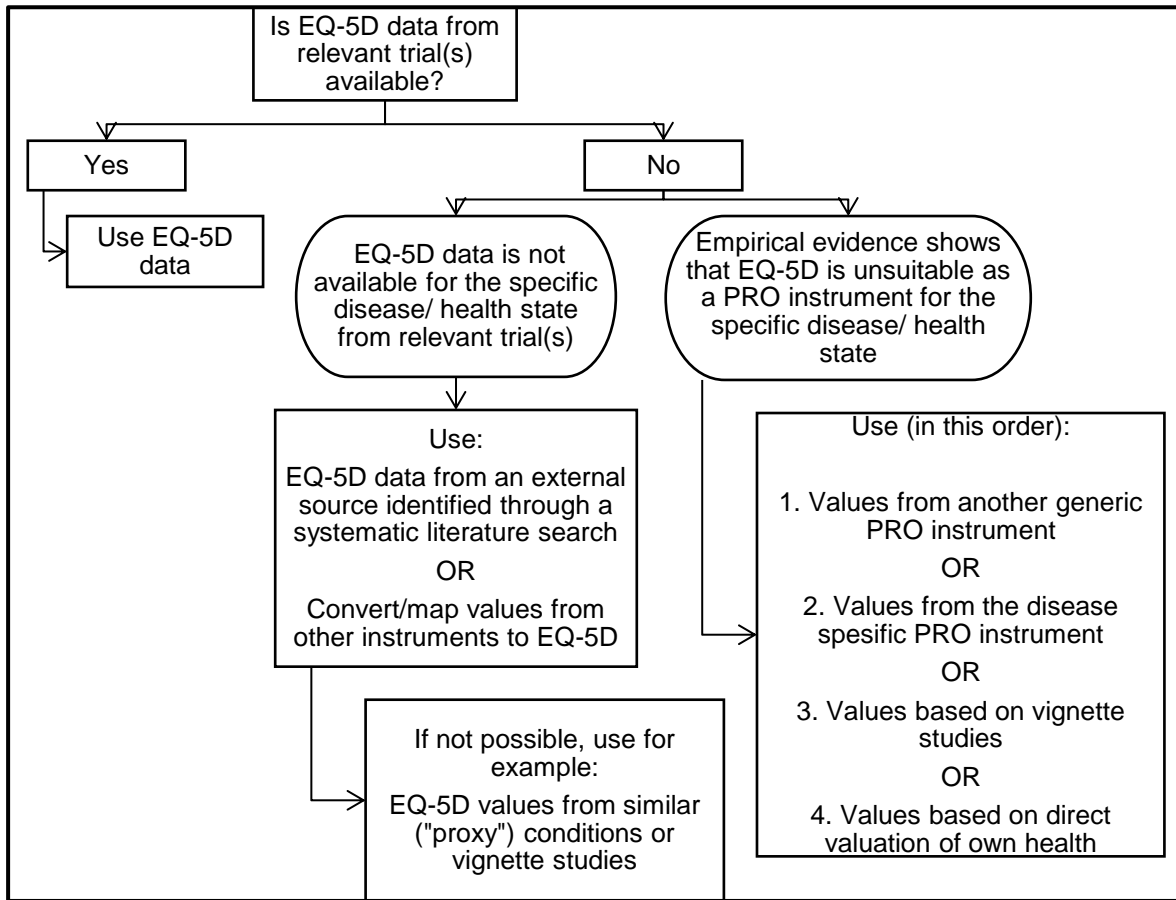 Is EQ-5D data from
relevant trial(s)
available?
Yes
No
Use EQ-5D
data
EQ-5D data is not
available for the specific
disease/ health state
from relevant trial(s)
Empirical evidence shows
that EQ-5D is unsuitable as
a PRO instrument for the
specific disease/ health
state
Use:
EQ-5D data from an external
source identified through a
systematic literature search
OR
Convert/map values from
other instruments to EQ-5D
If not possible, use for
example:
EQ-5D values from similar
("proxy") conditions or
vignette studies
Use (in this order):
1. Values from another generic
PRO instrument
OR
2. Values from the disease
spesific PRO instrument
OR
3. Values based on vignette
studies
OR
4. Values based on direct
valuation of own health